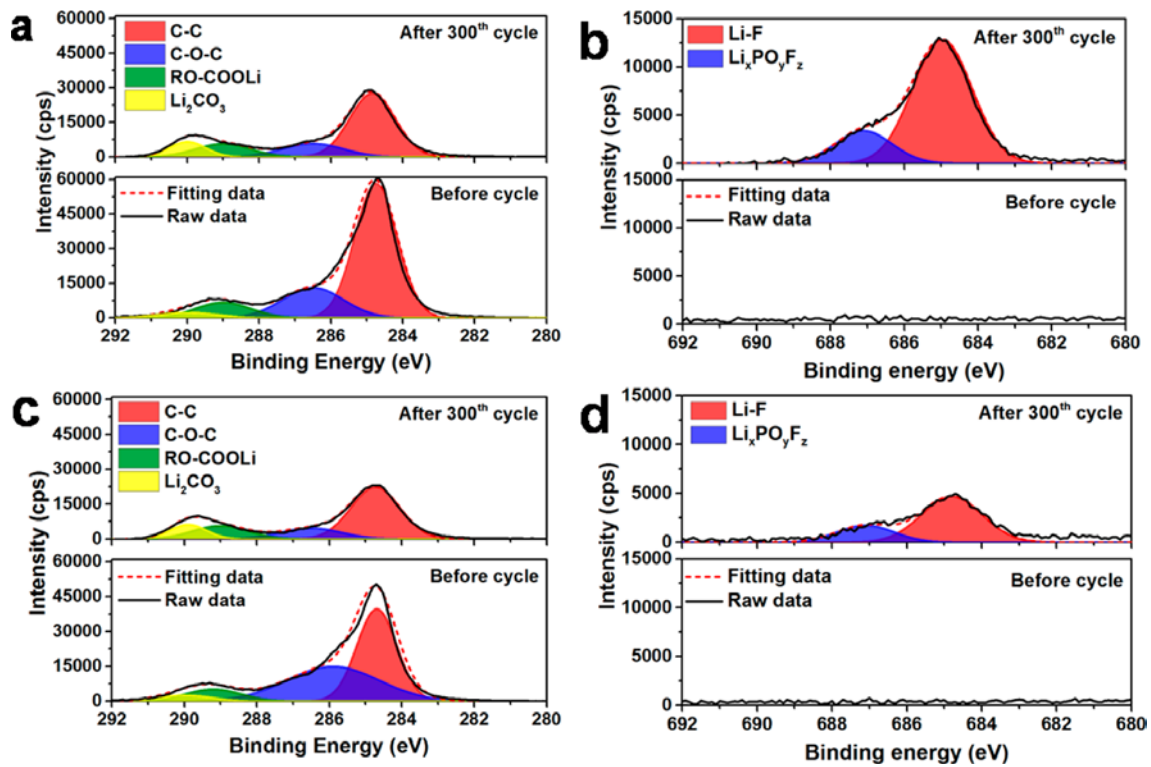 a
C-C
C-O-C
RO-COOLi
Li₂CO₃
After 300ᵗʰ cycle
60000
45000
30000
15000
0
Fitting data
Raw data
Before cycle
60000
45000
30000
15000
0
Intensity (cps)
292 290 288 286 284 282 280
Binding Energy (eV)
b
Li-F
LiₓPOᵧF_z
After 300ᵗʰ cycle
15000
10000
5000
0
Fitting data
Raw data
Before cycle
15000
10000
5000
0
Intensity (cps)
692 690 688 686 684 682 680
Binding energy (eV)
c
C-C
C-O-C
RO-COOLi
Li₂CO₃
After 300ᵗʰ cycle
60000
45000
30000
15000
0
Fitting data
Raw data
Before cycle
60000
45000
30000
15000
0
Intensity (cps)
292 290 288 286 284 282 280
Binding Energy (eV)
d
Li-F
LiₓPOᵧF_z
After 300ᵗʰ cycle
15000
10000
5000
0
Fitting data
Raw data
Before cycle
15000
10000
5000
0
Intensity (cps)
692 690 688 686 684 682 680
Binding energy (eV)